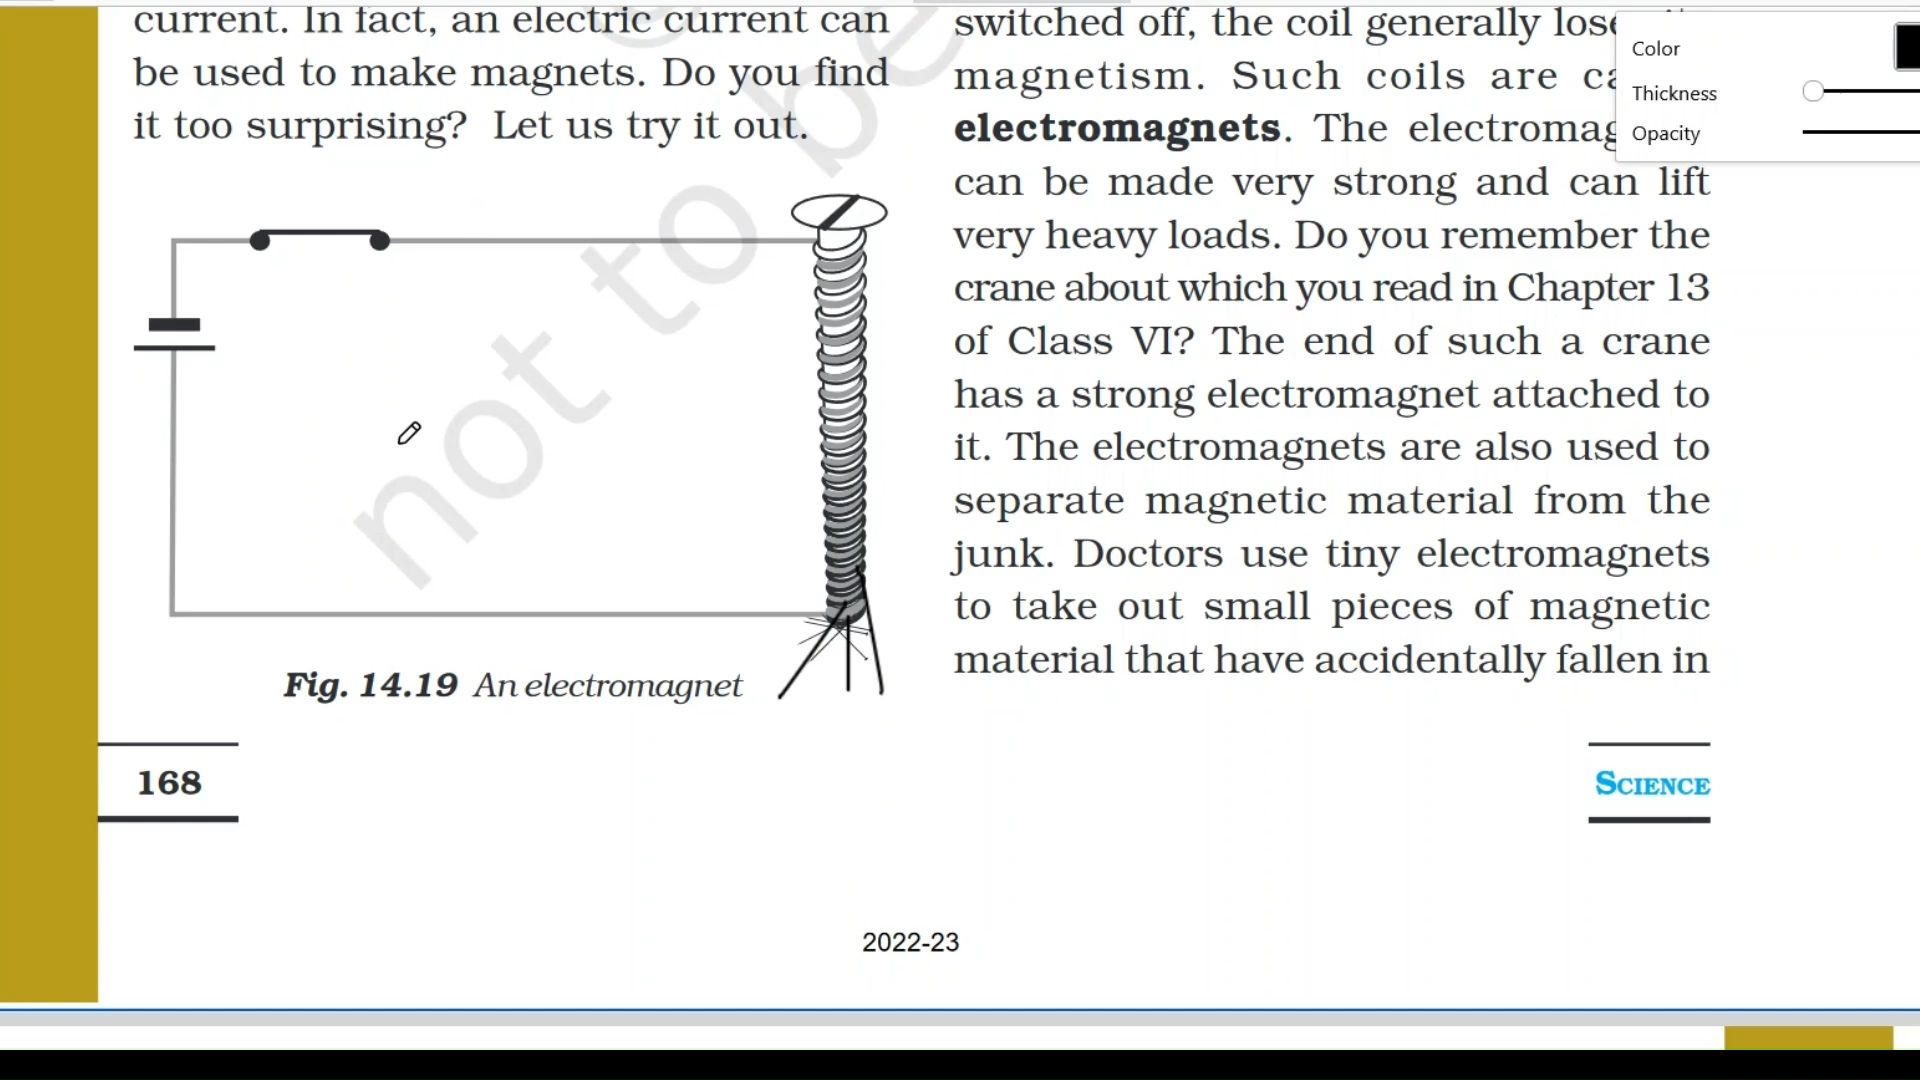 current. In fact, an electric current can
be used to make magnets. Do you find
it too surprising? Let us try it out.
Fig. 14.19 An electromagnet
switched off, the coil generally lose
magnetism. Such coils are
electromagnets. The
can be made very strong and can lift
very heavy loads. Do you remember the
crane about which you read in Chapter 13
of Class VI? The end of such a crane
has a strong electromagnet attached to
it. The electromagnets are also used to
separate magnetic material from the
junk. Doctors use tiny electromagnets
to take out small pieces of magnetic
material that have accidentally fallen in
Color
Thickness
Opacity
not to be
168
SCIENCE
2022-23